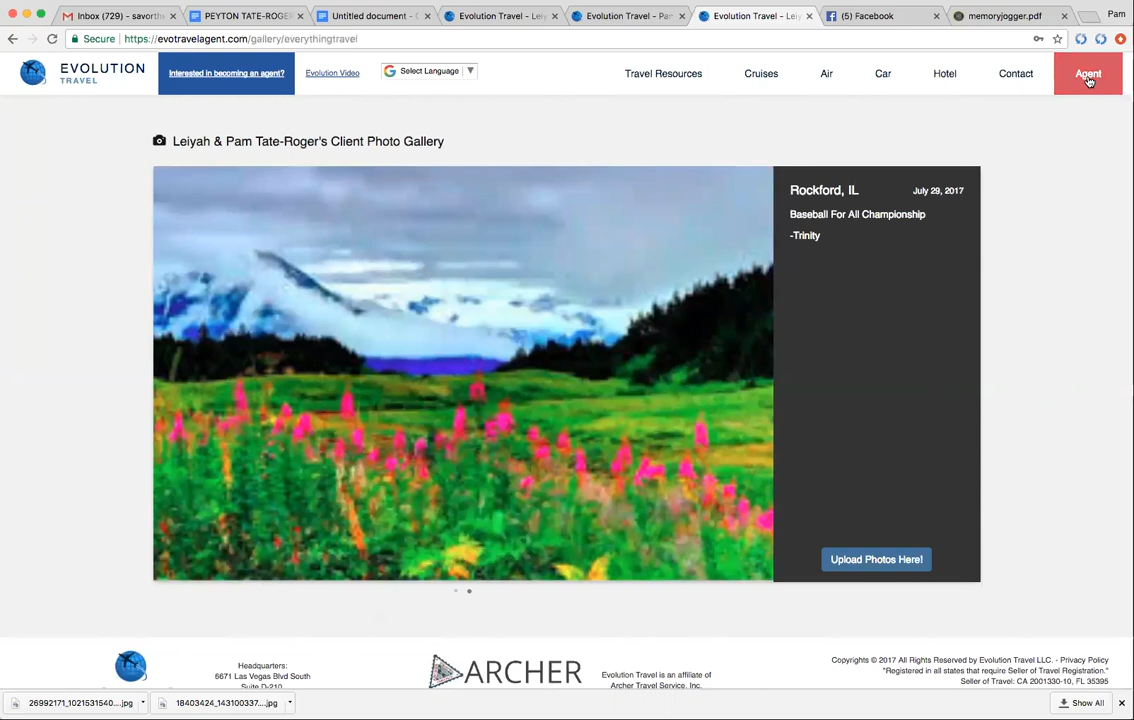 Inbox (729) - savorth
PEYTON TATE-ROGER
Untitled document - G
Evolution Travel - Lei
Evolution Travel - Pa
Evolution Travel - Lei
(5) Facebook
memoryjogger.pdf
Pam
Secure
https://evotravelagent.com/gallery/everythingtravel
EVOLUTION
TRAVEL
Interested in becoming an agent?
Evolution Video
G Select Language
Travel Resources
Cruises
Air
Car
Hotel
Contact
Agent
Leiyah & Pam Tate-Roger's Client Photo Gallery
Rockford, IL
July 29, 2017
Baseball For All Championship
-Trinity
Upload Photos Here!
Headquarters:
6671 Las Vegas Blvd South
Suite D-210
ARCHER
Evolution Travel is an affiliate of
Archer Travel Service, Inc.
Copyrights © 2017 All Rights Reserved by Evolution Travel LLC. - Privacy Policy
"Registered in all states that require Seller of Travel Registration."
Seller of Travel: CA 2001330-10, FL 35395
26992171_1021531540....jpg
18403424_143100337....jpg
Show All